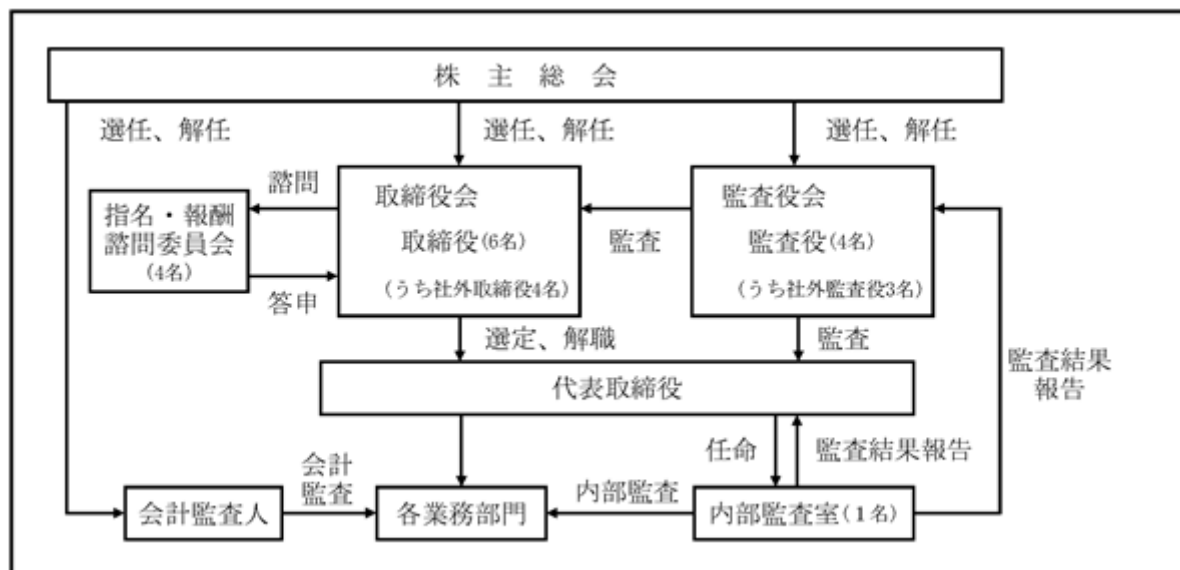 株主総会
選任、解任
選任、解任
選任、解任
諮問
指名・報酬
諮問委員会
(4名)
答申
取締役会
取締役(6名)
(うち社外取締役4名)
監査
監査役会
監査役(4名)
(うち社外監査役3名)
選定、解職
監査
監査結果
報告
代表取締役
任命
監査結果報告
会計
監査
内部監査
会計監査人
各業務部門
内部監査室(1名)